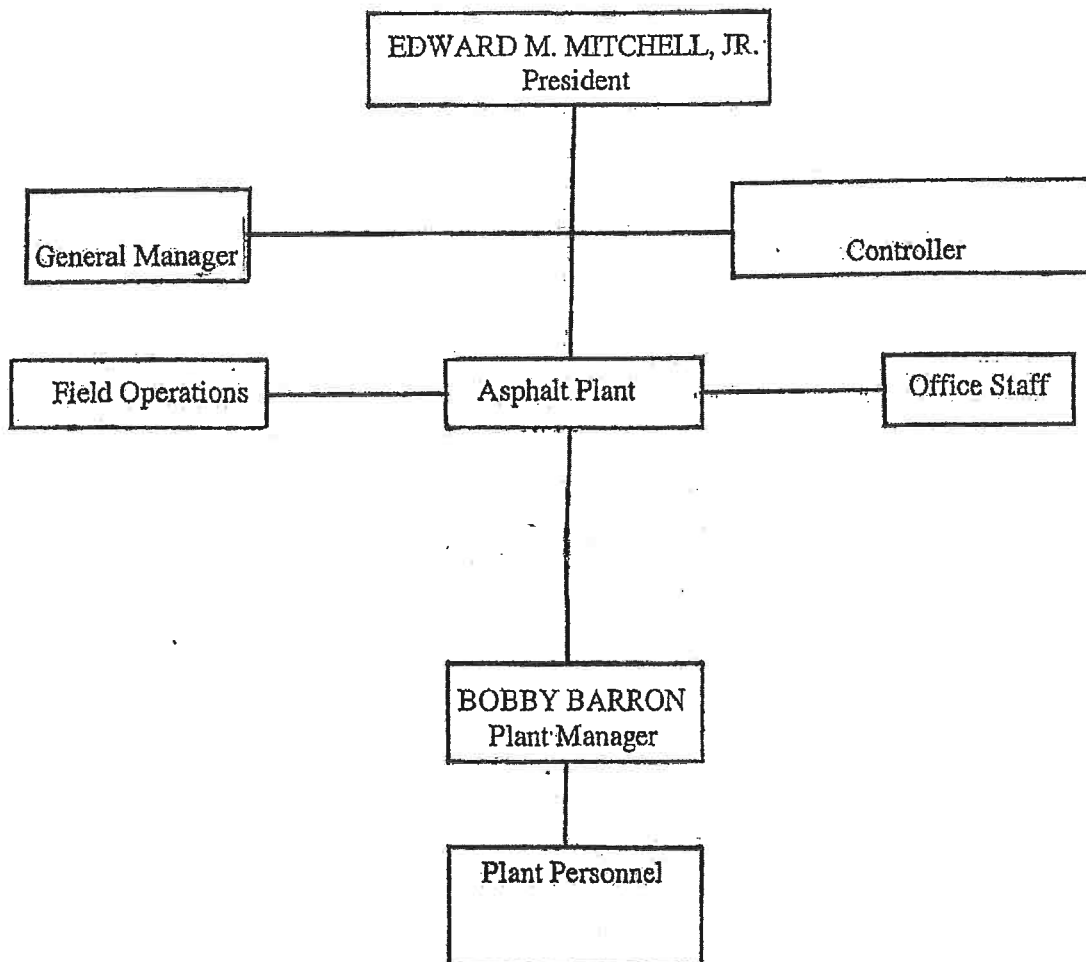 EDWARD M. MITCHELL, JR.
President
General Manager
Controller
Field Operations
Asphalt Plant
Office Staff
BOBBY BARRON
Plant Manager
Plant Personnel